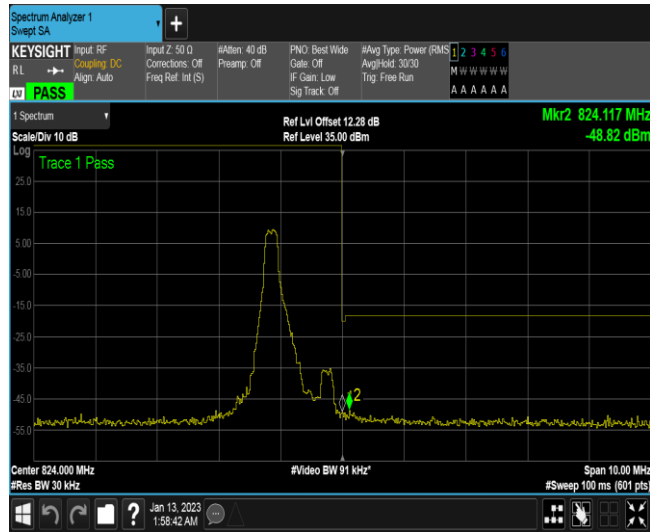 Spectrum Analyzer 1
Swept SA
+
KEYSIGHT Input: RF Input Z: 50 Ω #Atten: 40 dB PNO: Best Wide #Avg Type: Power (RMS 1 2 3 4 5 6
RL Coupling: DC Corrections: Off Preamp: Off Gate: Off Avg|Hold: 30/30 M W W W W W
Align: Auto Freq Ref: Int (S) IF Gain: Low Trig: Free Run
LXI PASS Sig Track: Off A A A A A A
1 Spectrum Ref Lvl Offset 12.28 dB Mkr2 824.117 MHz
Scale/Div 10 dB Ref Level 35.00 dBm -48.82 dBm
Log
Trace 1 Pass
25.0
15.0
5.00
-5.00
-15.0
-25.0
-35.0
-45.0
-55.0
2
Center 824.000 MHz #Video BW 91 kHz* Span 10.00 MHz
#Res BW 30 kHz #Sweep 100 ms (601 pts)
? Jan 13, 2023
1:58:42 AM